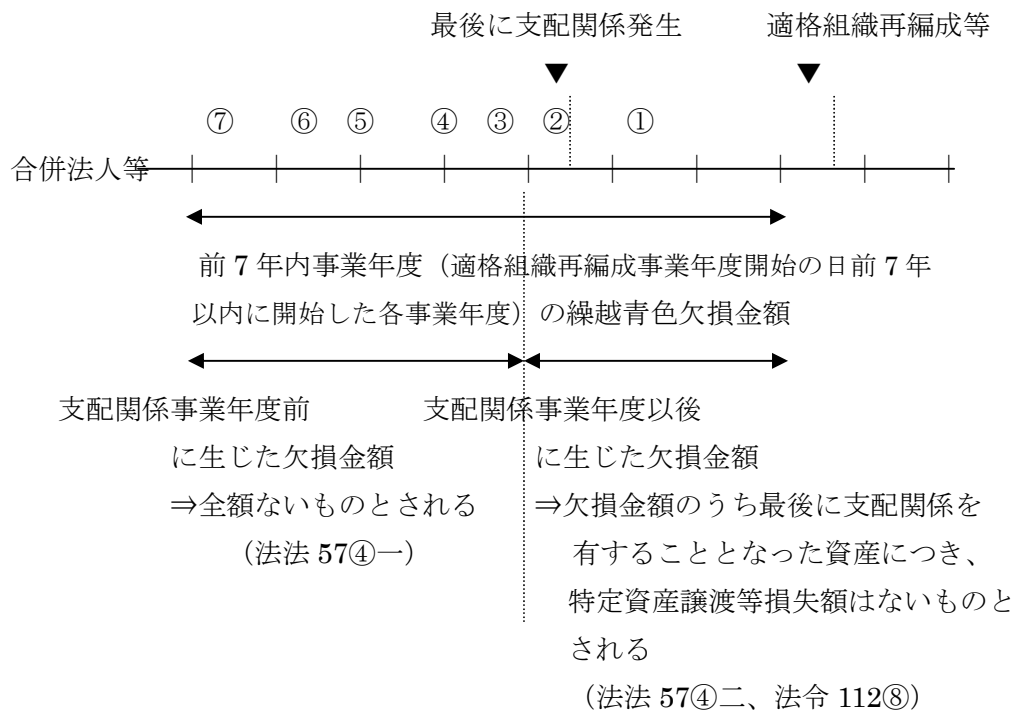 最後に支配関係発生　　適格組織再編成等
▼　　▼
⑦　⑥　⑤　④　③　②　①
合併法人等
前 7 年内事業年度（適格組織再編成事業年度開始の日前 7 年
以内に開始した各事業年度）の繰越青色欠損金額
支配関係事業年度前
に生じた欠損金額
⇒全額ないものとされる
（法法 57④一）
支配関係事業年度以後
に生じた欠損金額
⇒欠損金額のうち最後に支配関係を
有することとなった資産につき、
特定資産譲渡等損失額はないものと
される
（法法 57④二、法令 112⑧）